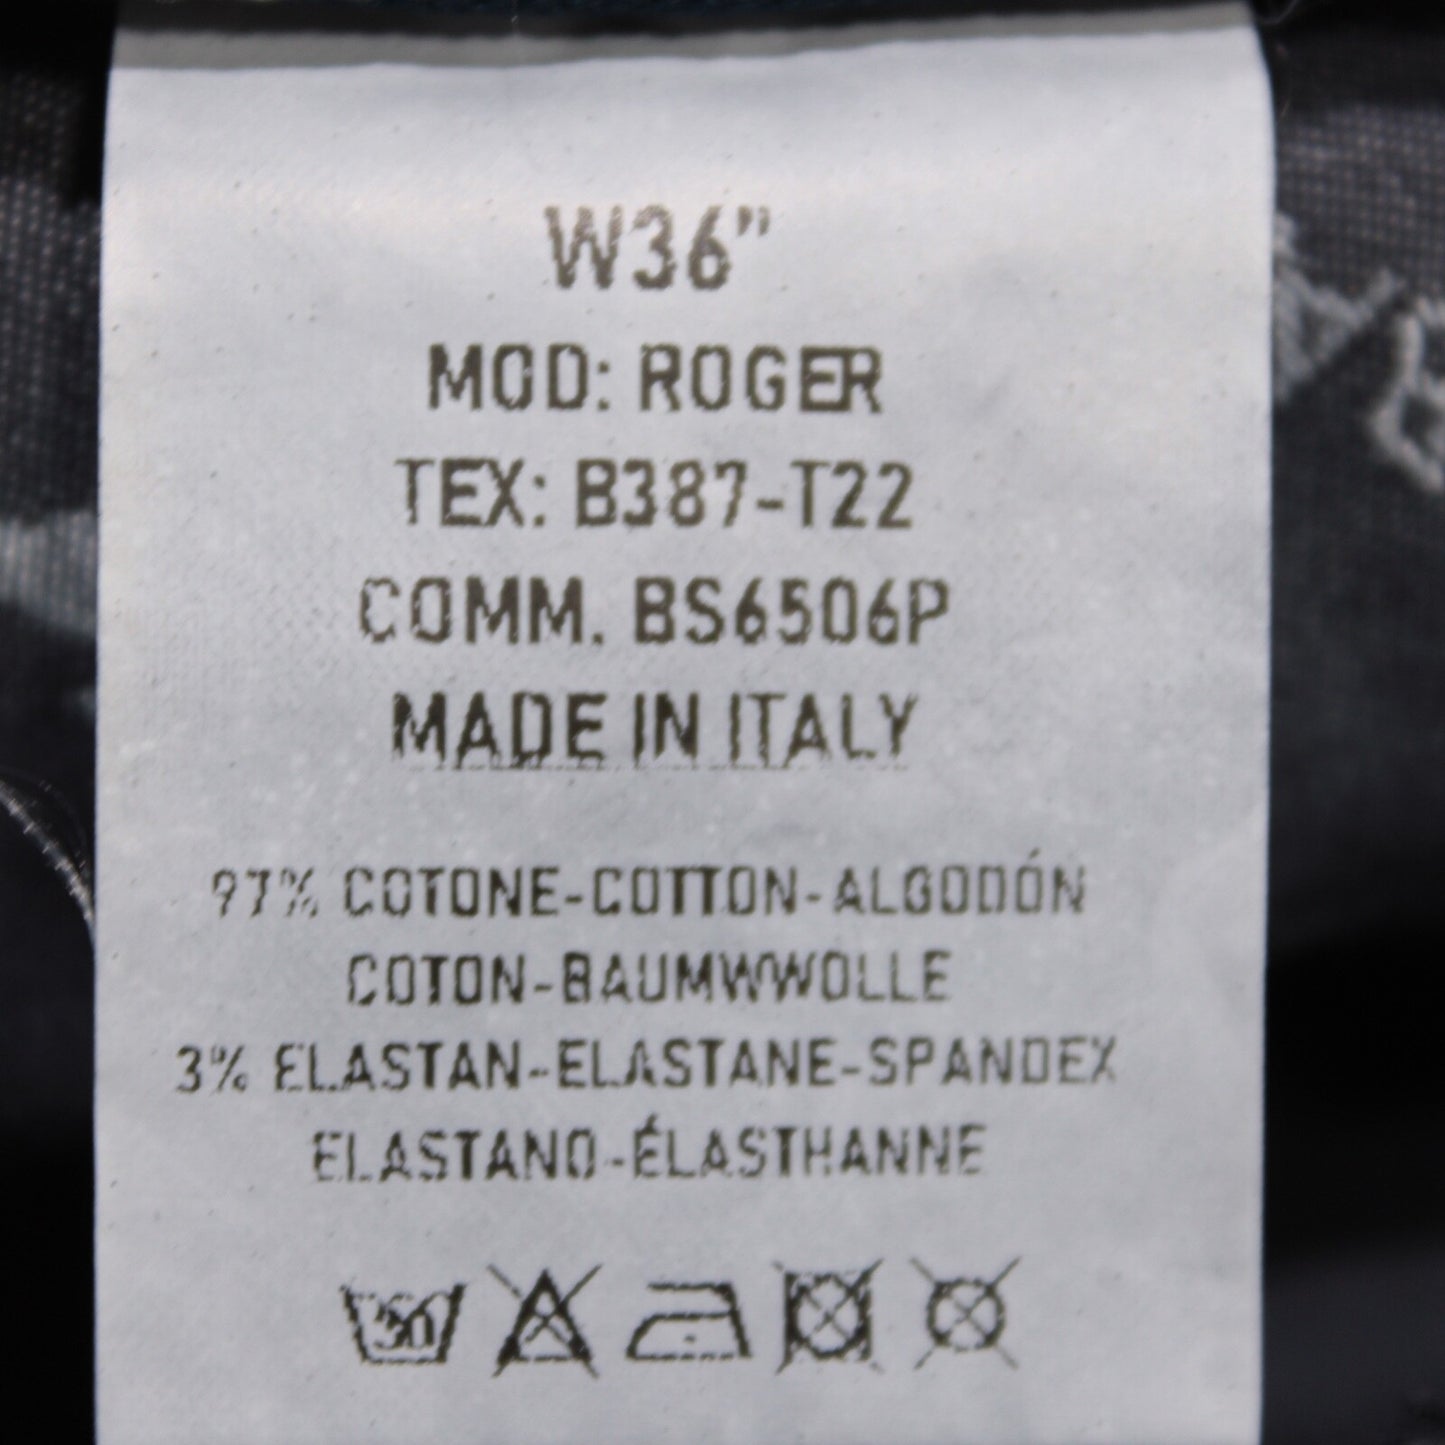 W36"
MOD: ROGER
TEX: B387-T22
COMM. BS6506P
MADE IN ITALY
97% COTONE-COTTON-ALGODÓN
COTON-BAUMWWOLLE
3% ELASTAN-ELASTANE-SPANDEX
ELASTANO-ÉLASTHANNE
30